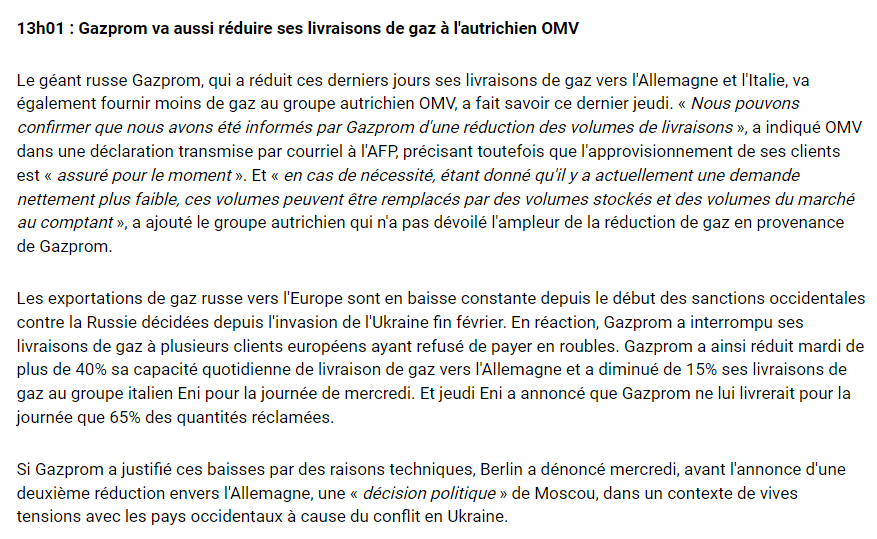 13h01 : Gazprom va aussi réduire ses livraisons de gaz à l'autrichien OMV
Le géant russe Gazprom, qui a réduit ces derniers jours ses livraisons de gaz vers l'Allemagne et l'Italie, va
également fournir moins de gaz au groupe autrichien OMV, a fait savoir ce dernier jeudi. « Nous pouvons
confirmer que nous avons été informés par Gazprom d'une réduction des volumes de livraisons », a indiqué OMV
dans une déclaration transmise par courriel à l'AFP, précisant toutefois que l'approvisionnement de ses clients
est « assuré pour le moment ». Et « en cas de nécessité, étant donné qu'il y a actuellement une demande
nettement plus faible, ces volumes peuvent être remplacés par des volumes stockés et des volumes du marché
au comptant », a ajouté le groupe autrichien qui n'a pas dévoilé l'ampleur de la réduction de gaz en provenance
de Gazprom.
Les exportations de gaz russe vers l'Europe sont en baisse constante depuis le début des sanctions occidentales
contre la Russie décidées depuis l'invasion de l'Ukraine fin février. En réaction, Gazprom a interrompu ses
livraisons de gaz à plusieurs clients européens ayant refusé de payer en roubles. Gazprom a ainsi réduit mardi de
plus de 40% sa capacité quotidienne de livraison de gaz vers l'Allemagne et a diminué de 15% ses livraisons de
gaz au groupe italien Eni pour la journée de mercredi. Et jeudi Eni a annoncé que Gazprom ne lui livrerait pour la
journée que 65% des quantités réclamées.
Si Gazprom a justifié ces baisses par des raisons techniques, Berlin a dénoncé mercredi, avant l'annonce d'une
deuxième réduction envers l'Allemagne, une « décision politique » de Moscou, dans un contexte de vives
tensions avec les pays occidentaux à cause du conflit en Ukraine.